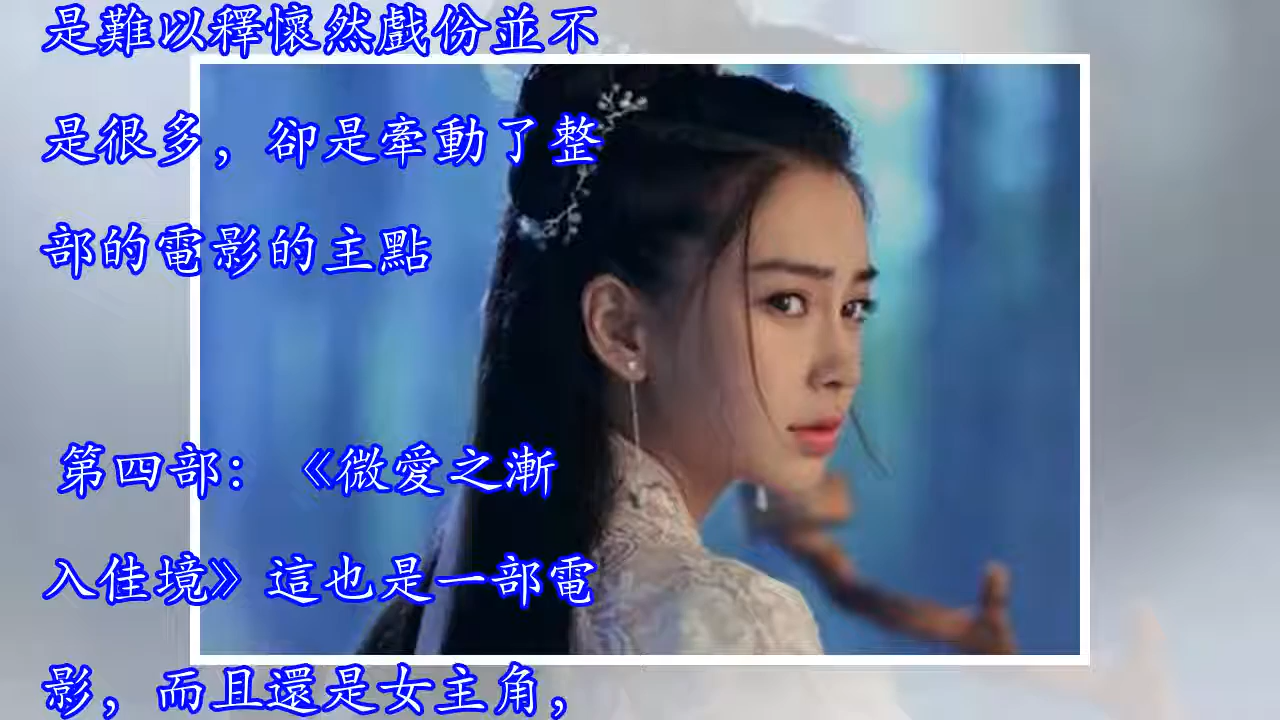 是難以釋懷然戲份並不
是很多，卻是牽動了整
部的電影的主點
第四部：《微愛之漸
入佳境》這也是一部電
影，而且還是女主角，